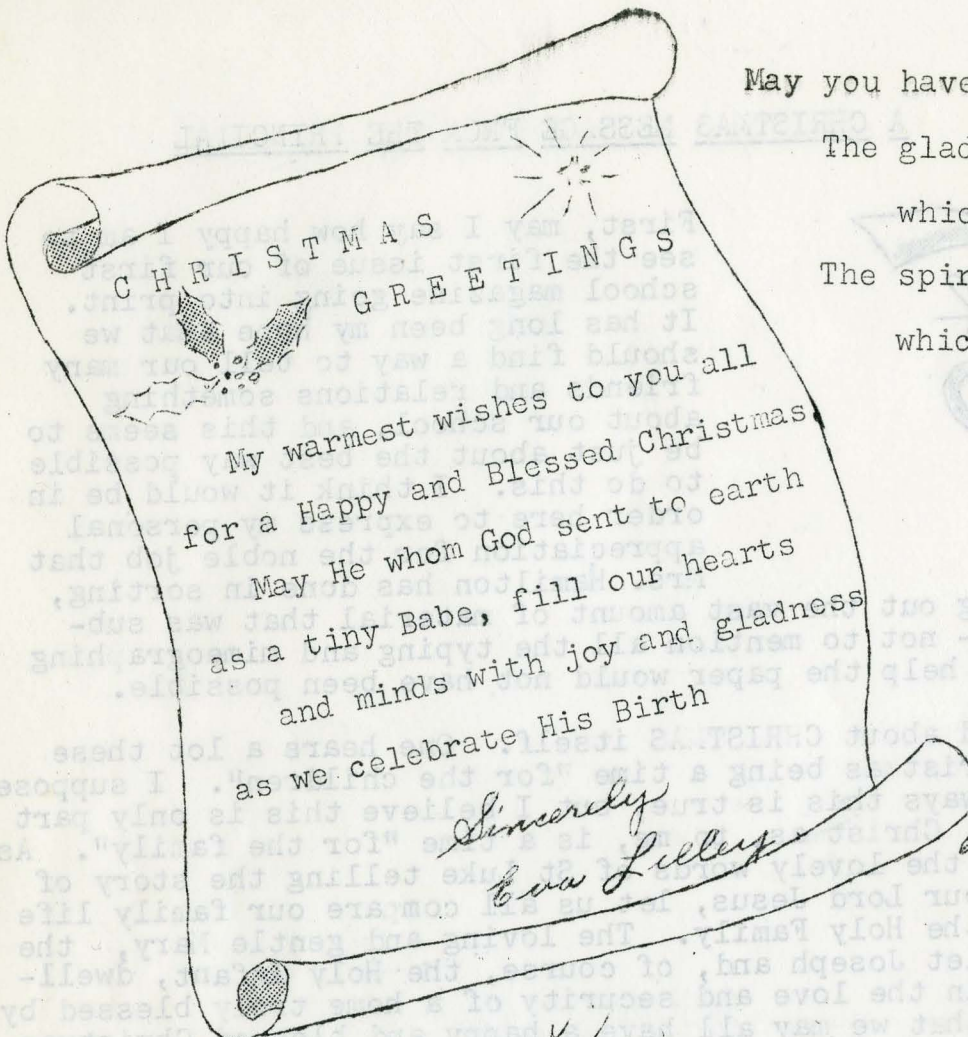 CHRISTMAS
GREETINGS
My warmest wishes to you all
for a Happy and Blessed Christmas
May He whom God sent to earth
as a tiny Babe, fill our hearts
and minds with joy and gladness
as we celebrate His Birth
Sincerely
Eva Lilley
May you have
The glad
whic
The spir
whic
A CHRISTMAS MESSAGE FROM THE PRINCIPAL
First, may I say how happy I am to
see the first issue of our first
school magazine going into print.
It has long been my hope that we
should find a way to tell our many
friends and relations something
about our school and this seems to
be just about the best way possible
to do this. I think it would be in
order here to express my personal
appreciation for the noble job that
Mrs. Hamilton has done in sorting,
out the vast amount of material that was sub-
- not to mention all the typing and mimeographing
help the paper would not have been possible.
about CHRISTMAS itself. One hears a lot these
as being a time "for the children". I suppose
this is true but I believe this is only part
Christmas, to me, is a time "for the family". As
the lovely words of St. Luke telling the story of
our Lord Jesus, let us all compare our family life
the Holy Family. The loving and gentle Mary, the
Joseph and, of course, the Holy Infant, dwell-
the love and security of a home truly blessed by
that we may all have a happy and